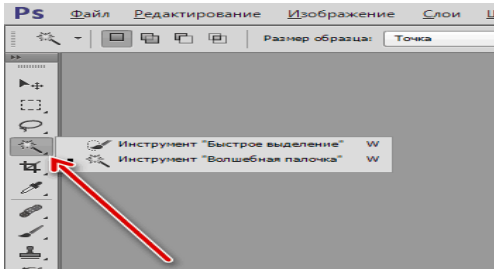 Ps Файл Редактирование Изображение Слои
Размер образца: Точка
Инструмент "Быстрое выделение" W
Инструмент "Волшебная палочка" W